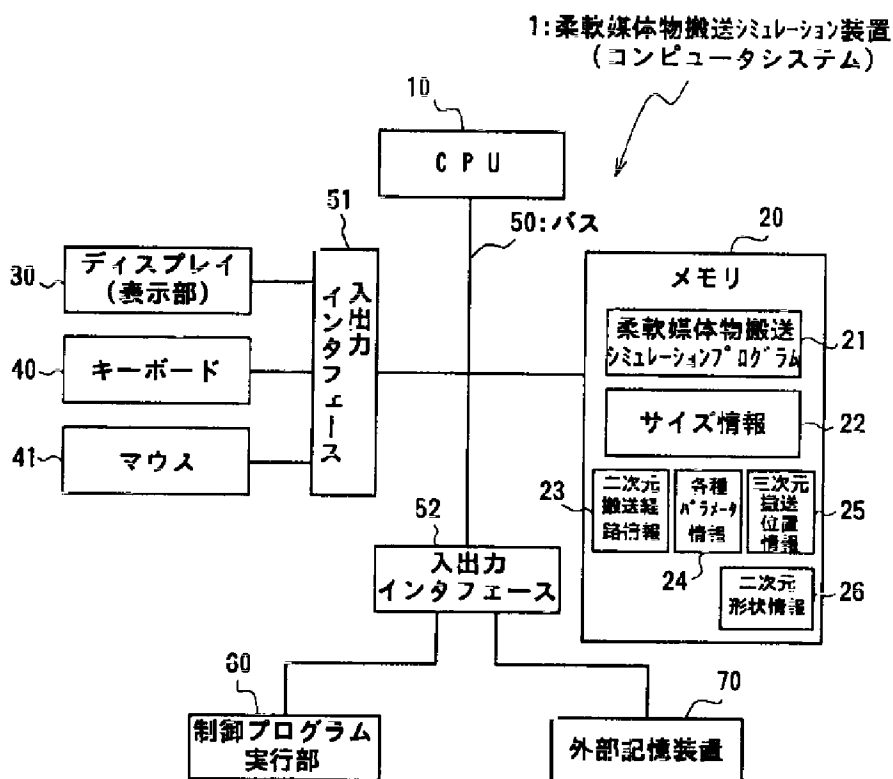 1:柔軟媒体物搬送シミュレーション装置
(コンピュータシステム)
10
CPU
51
50:バス
20
30
ディスプレイ
(表示部)
入出力
インタフェース
メモリ
柔軟媒体物搬送
シミュレーションプログラム
21
40
キーボード
サイズ情報
22
41
マウス
23
二次元
搬送経
路情報
各種
パラメータ
情報
24
三次元
搬送
位置
情報
25
52
入出力
インタフェース
二次元
形状情報
26
60
制御プログラム
実行部
70
外部記憶装置